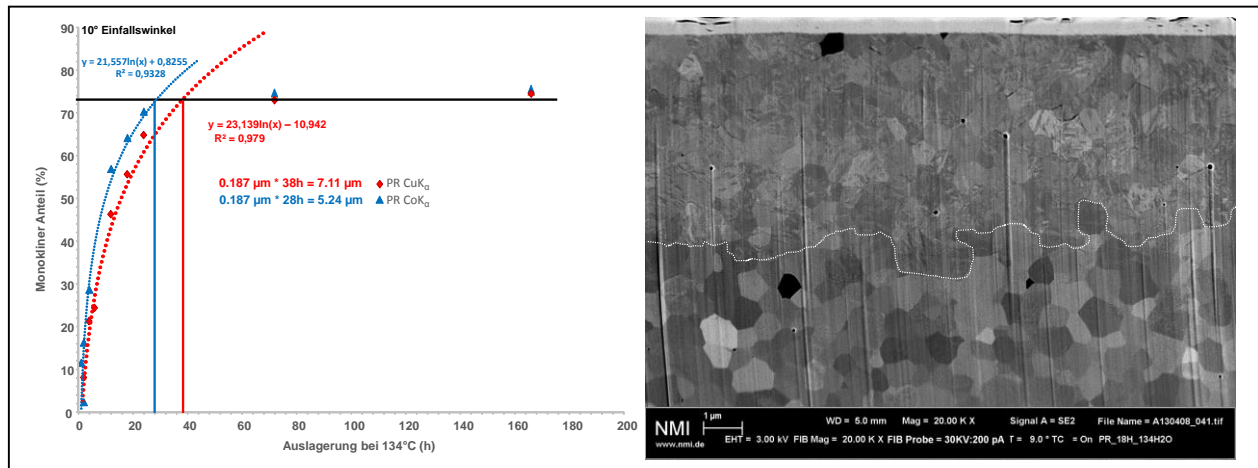 10° Einfallswinkel
90
80
70
60
50
40
30
20
10
0
Monokliner Anteil (%)
y = 21,557ln(x) + 0,8255
R² = 0,9328
y = 23,139ln(x) – 10,942
R² = 0,979
0.187 µm * 38h = 7.11 µm
0.187 µm * 28h = 5.24 µm
PR CuKα
PR CoKα
0 20 40 60 80 100 120 140 160 180 200
Auslagerung bei 134°C (h)
NMI
www.nmi.de
1 µm
WD = 5.0 mm Mag = 20.00 K X Signal A = SE2 File Name = A130408_041.tif
EHT = 3.00 kV FIB Mag = 20.00 K X FIB Probe = 30KV:200 pA T = 9.0 ° TC = On PR_18H_134H2O